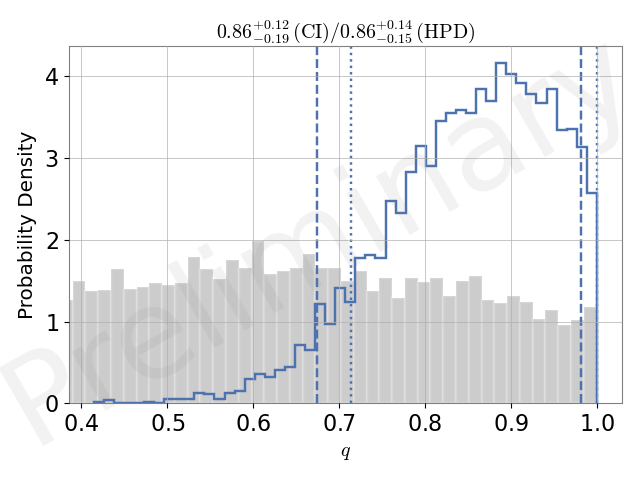 0.86^{+0.12}_{-0.19} (CI)/0.86^{+0.14}_{-0.15} (HPD)
Probability Density
4
3
2
1
0
0.4 0.5 0.6 0.7 0.8 0.9 1.0
q
Preliminary